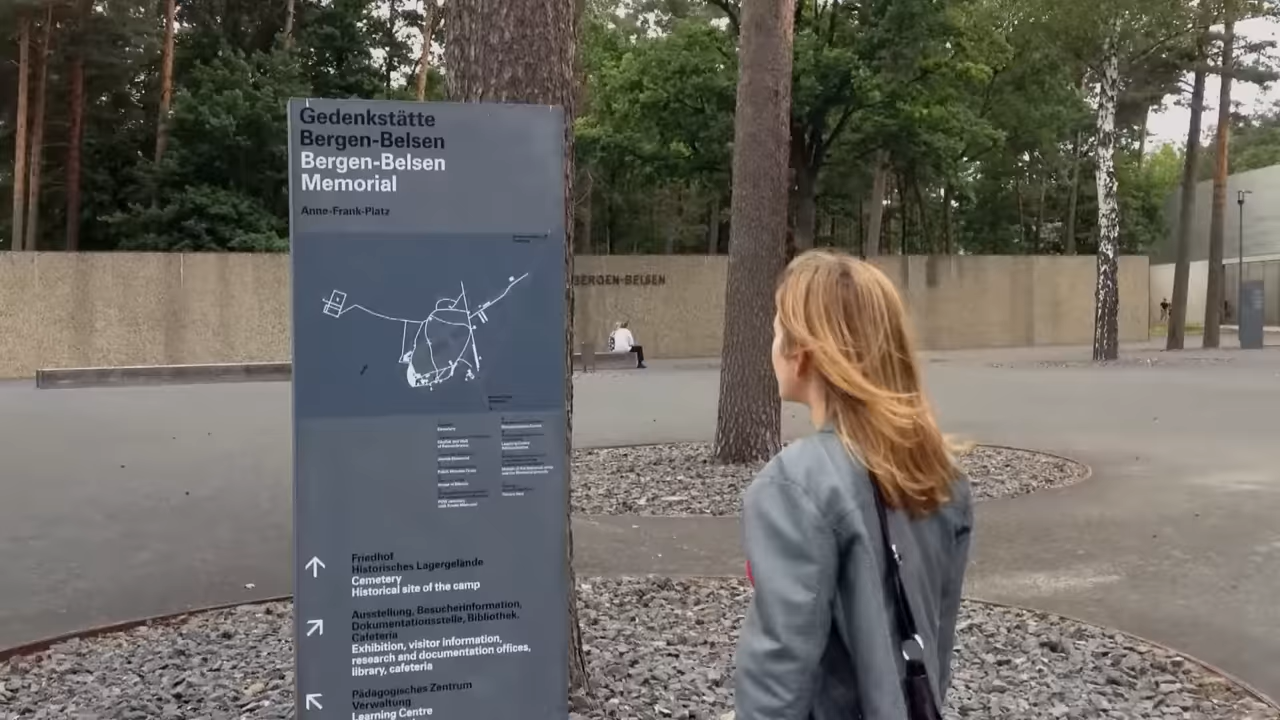 Gedenkstätte
Bergen-Belsen
Bergen-Belsen
Memorial
Anne-Frank-Platz
BERGEN-BELSEN
Friedhof
Historisches Lagergelände
Cemetery
Historical site of the camp
Ausstellung, Besucherinformation,
Dokumentationsstelle, Bibliothek,
Cafeteria
Exhibition, visitor information,
research and documentation offices,
library, cafeteria
Pädagogisches Zentrum
Verwaltung
Learning Centre